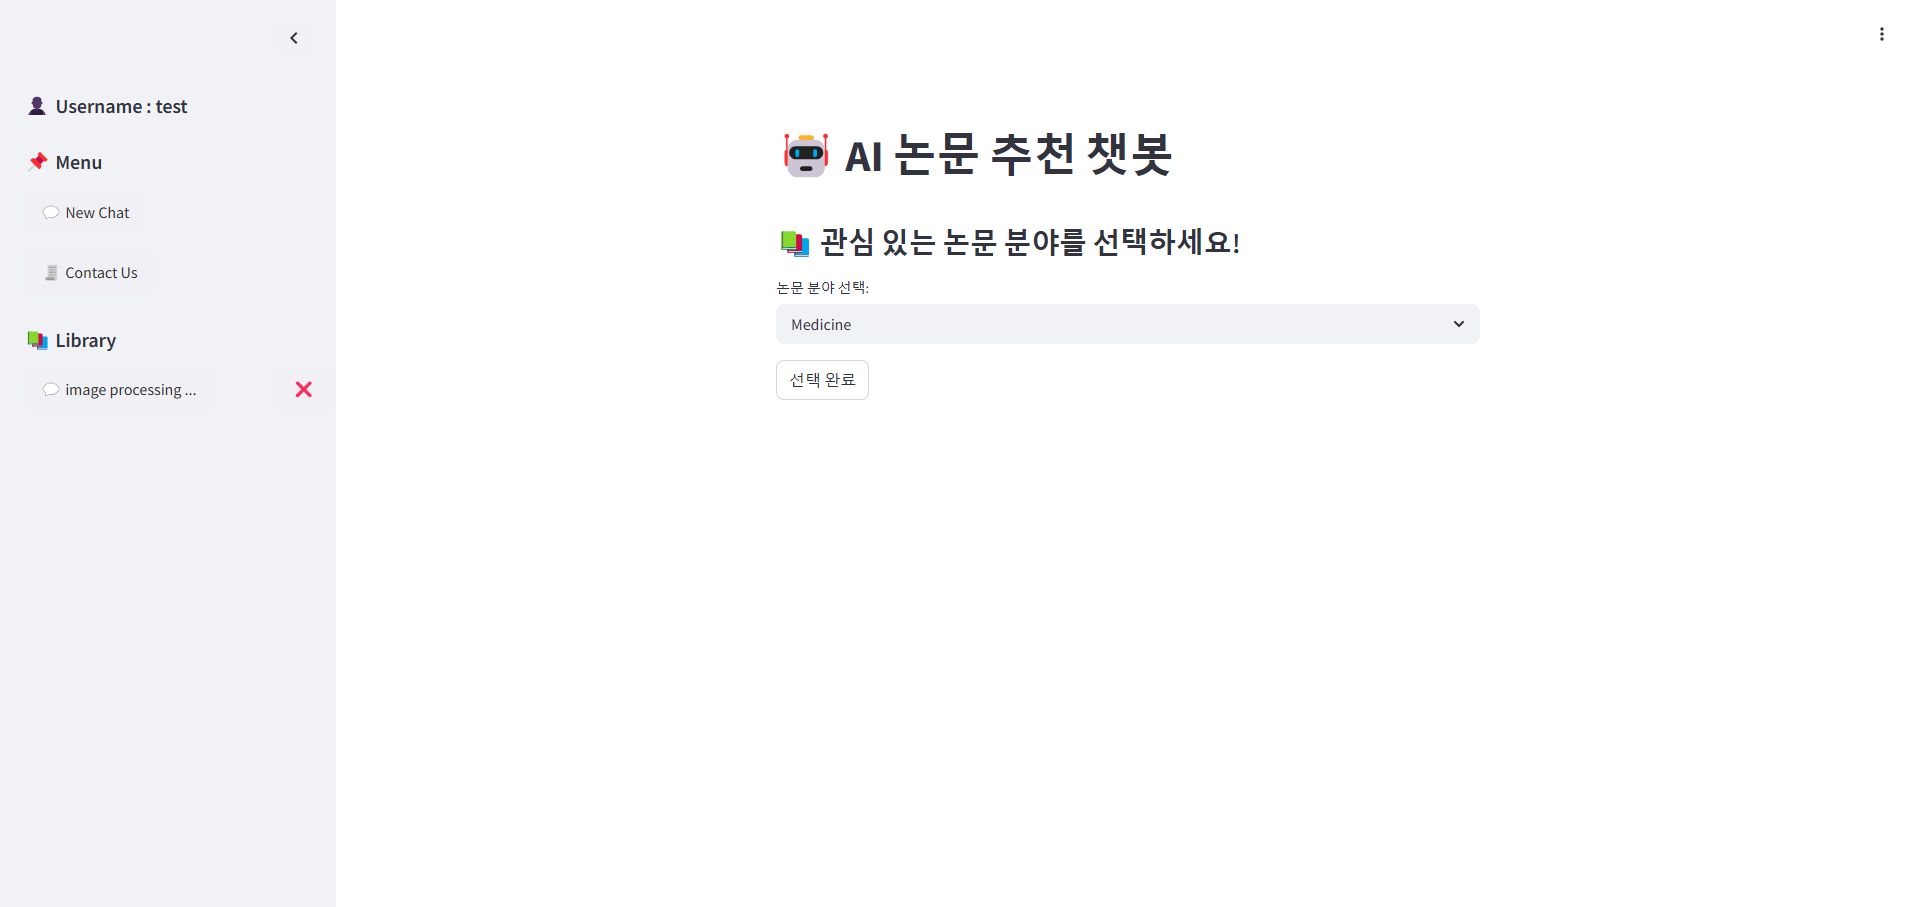 Username : test
Menu
New Chat
Contact Us
Library
image processing ...
AI 논문 추천 챗봇
관심 있는 논문 분야를 선택하세요!
논문 분야 선택:
Medicine
선택 완료